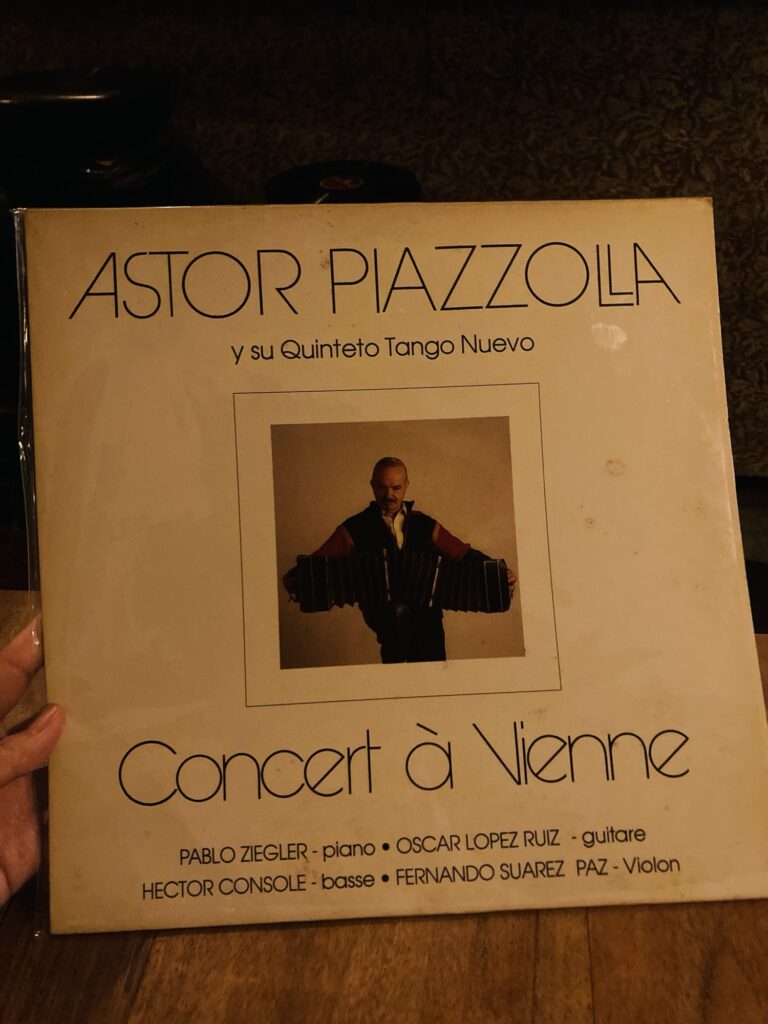 ASTOR PIAZZOLLA
y su Quinteto Tango Nuevo
Concert à Vienne
PABLO ZIEGLER - piano • OSCAR LOPEZ RUIZ - guitare
HECTOR CONSOLE - basse • FERNANDO SUAREZ PAZ - Violon